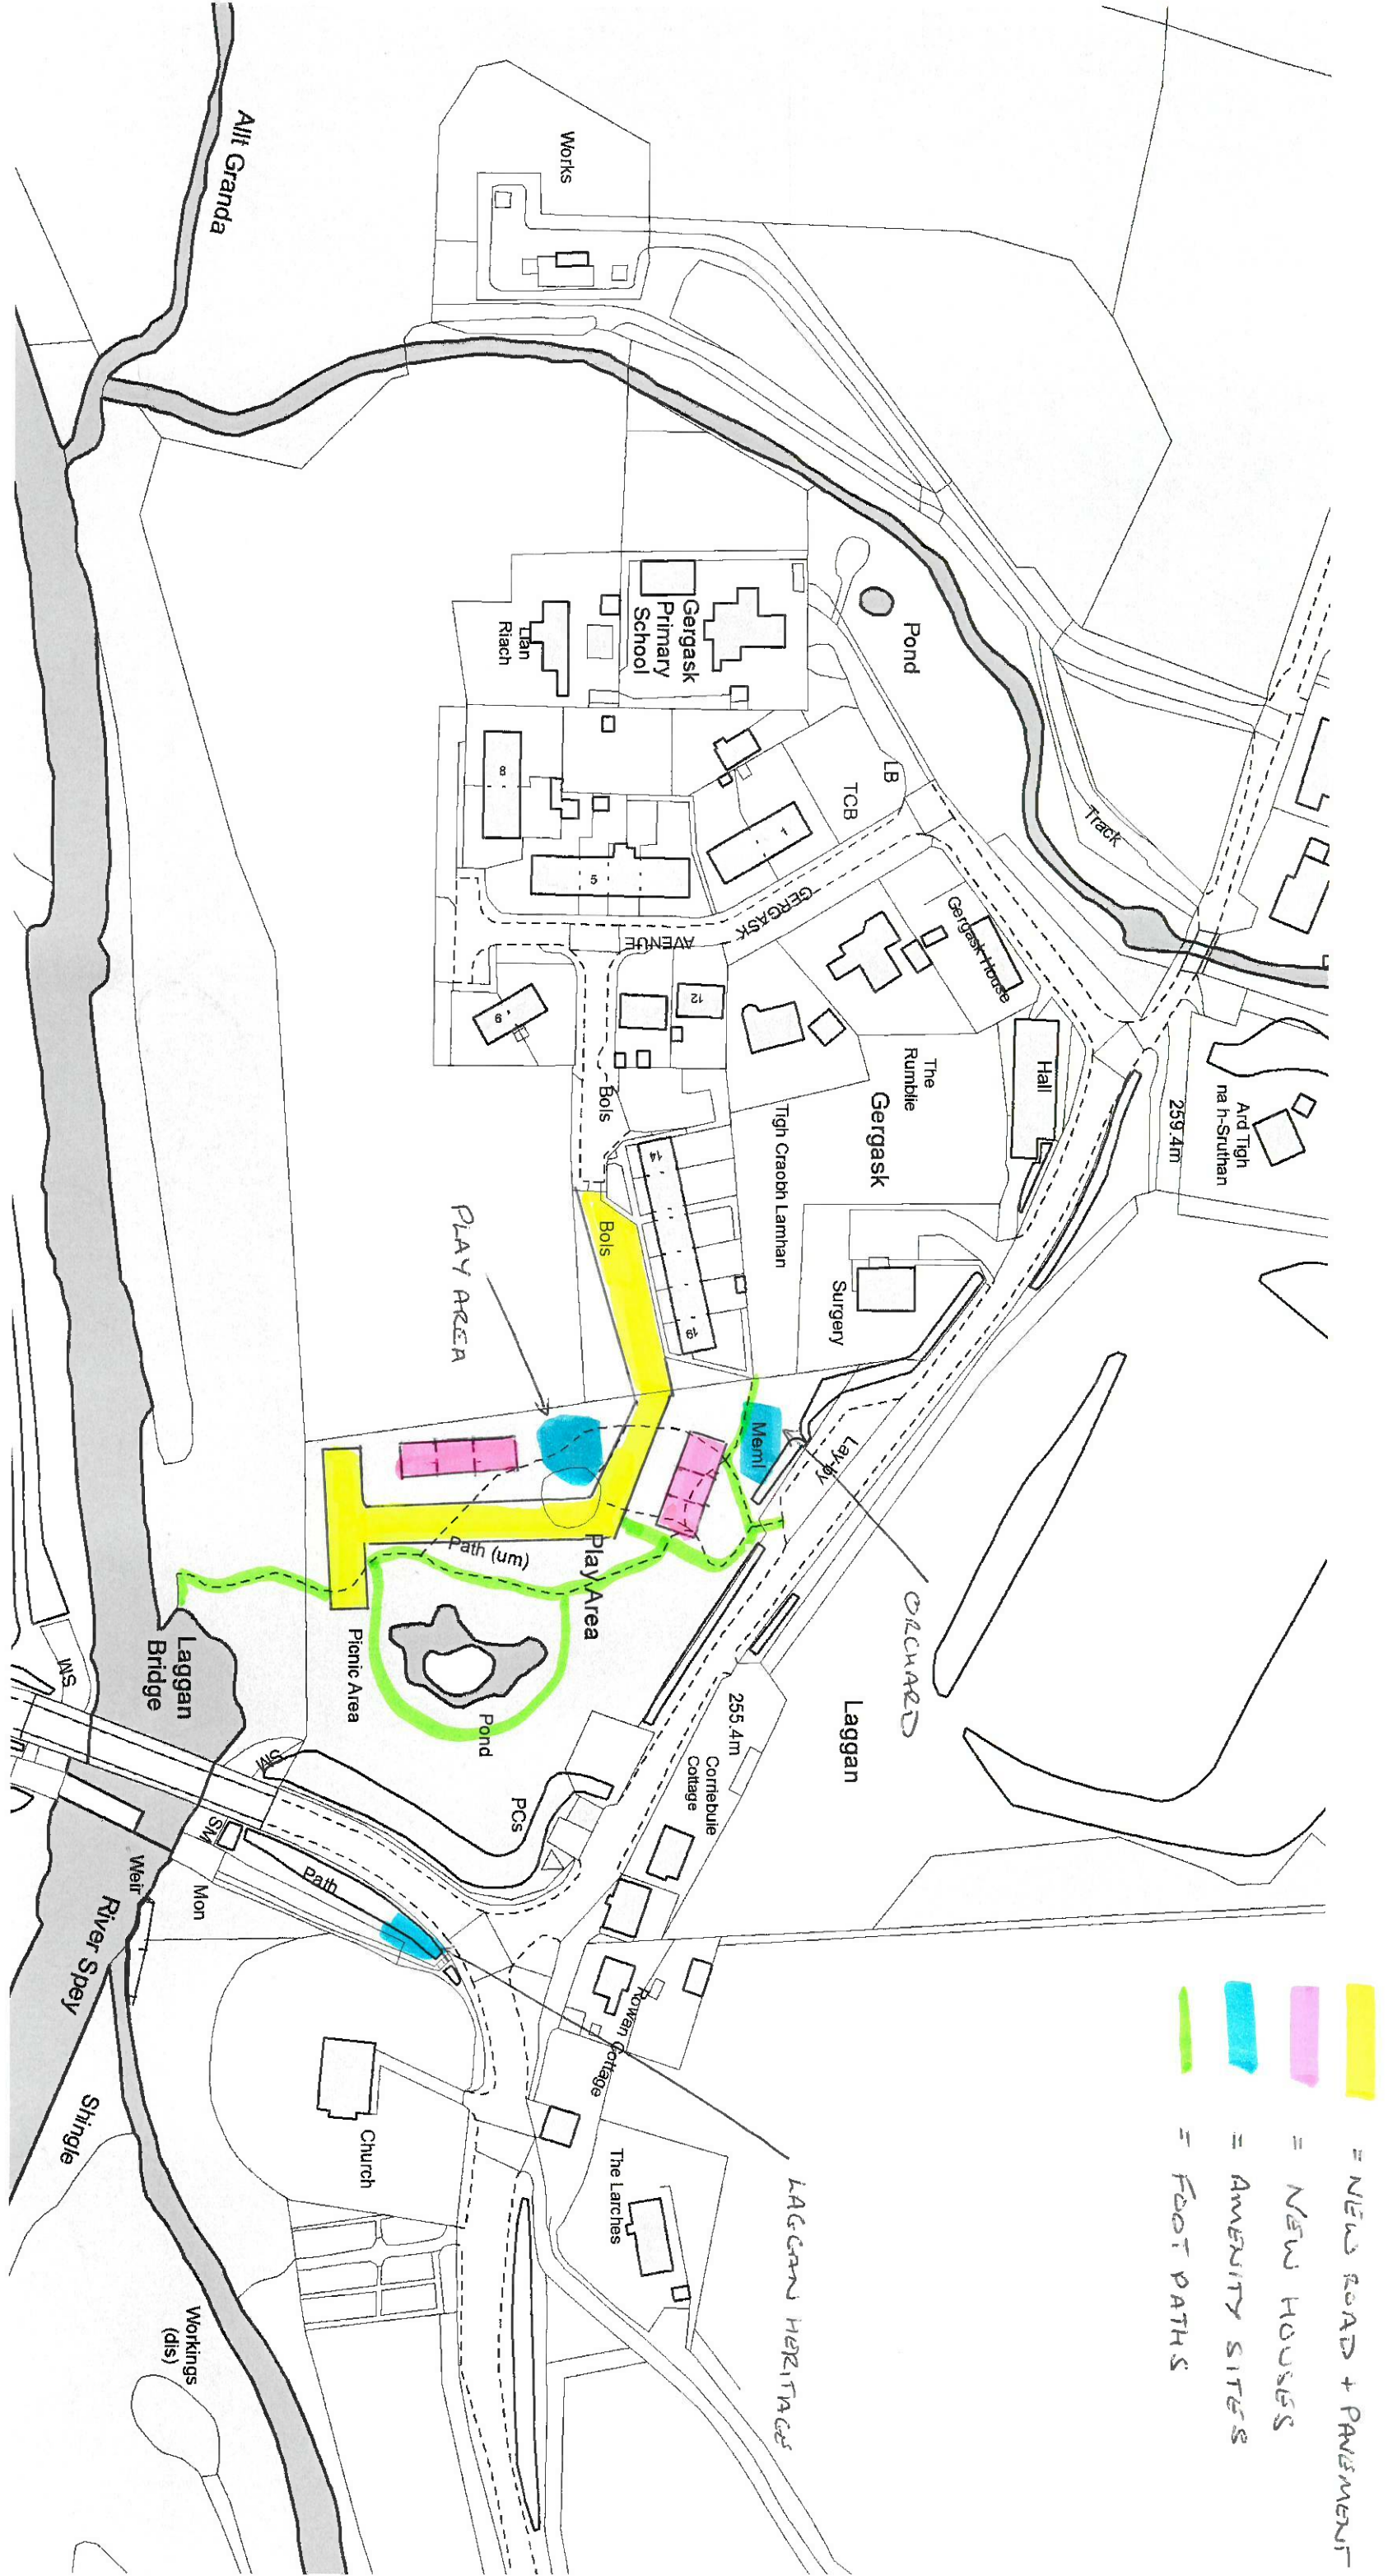 = NEW ROAD + PAVEMENT
= NEW HOUSES
= AMENITY SITES
= FOOT PATHS
Allt Granda
Works
Pond
Track
Gergask
Primary
School
Llan
Riach
LB
TCB
8
5
1
GERGASK
AVENUE
9
12
Gergask House
The
Rumblie
Gergask
Hall
259.4m
Ard Tigh
na h-Sruthan
Tigh Craobh Lamhan
Surgery
Bols
Bols
14
19
PLAY AREA
Meml
Lay-by
ORCHARD
Play Area
Path (um)
Picnic Area
Pond
Laggan
Bridge
SM
SM
SM
PCs
255.4m
Corriebuie
Cottage
Laggan
Path
Mon
Weir
River Spey
Shingle
Rowan Cottage
Church
The Larches
LAGGAN HERITAGE
Workings
(dis)